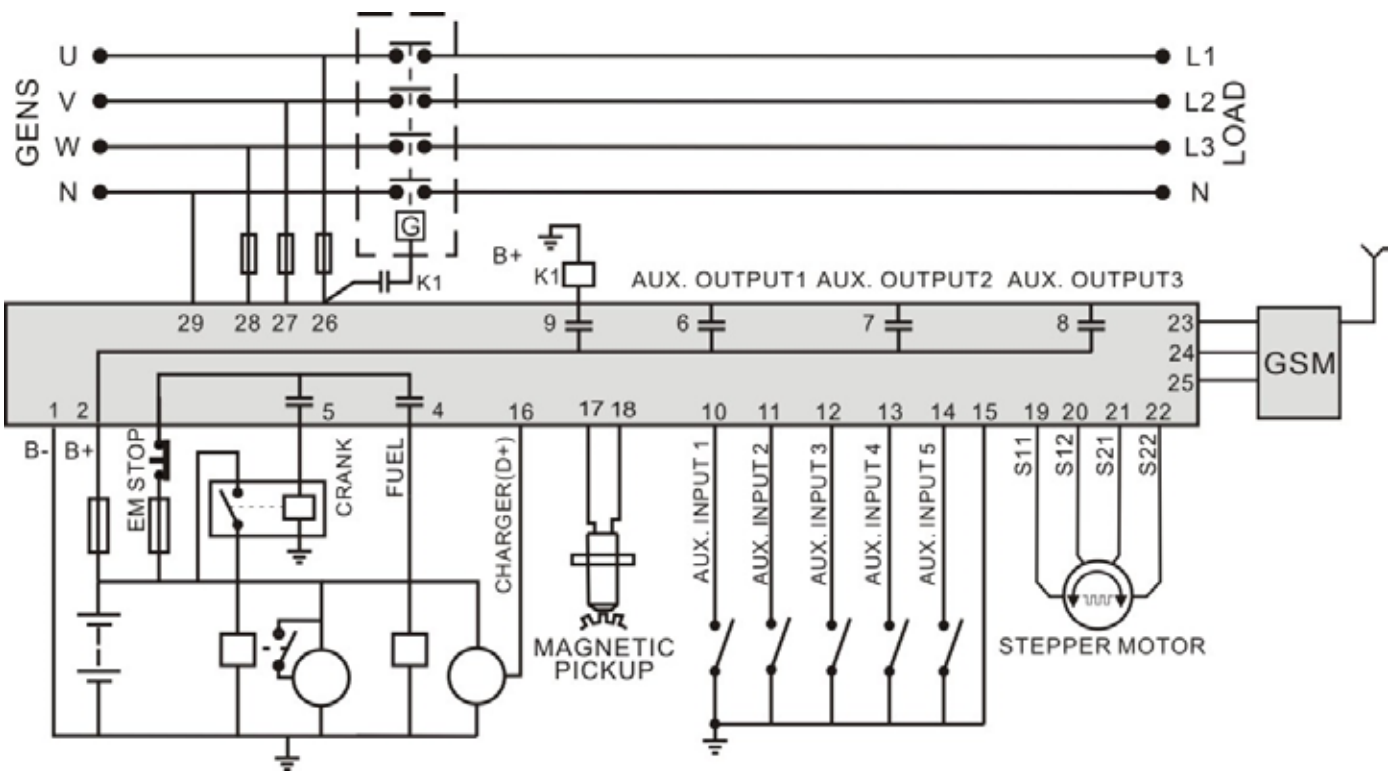 GENS
U
V
W
N
L1
L2
L3
N
LOAD
G
K1
B+
K1
AUX. OUTPUT1
AUX. OUTPUT2
AUX. OUTPUT3
29 28 27 26 9 6 7 8 23
24
25
GSM
1 2 5 4 16 17 18 10 11 12 13 14 15 19 20 21 22
B-
B+
EM STOP
CRANK
FUEL
CHARGER(D+)
MAGNETIC
PICKUP
AUX. INPUT 1
AUX. INPUT 2
AUX. INPUT 3
AUX. INPUT 4
AUX. INPUT 5
S11
S12
S21
S22
STEPPER MOTOR